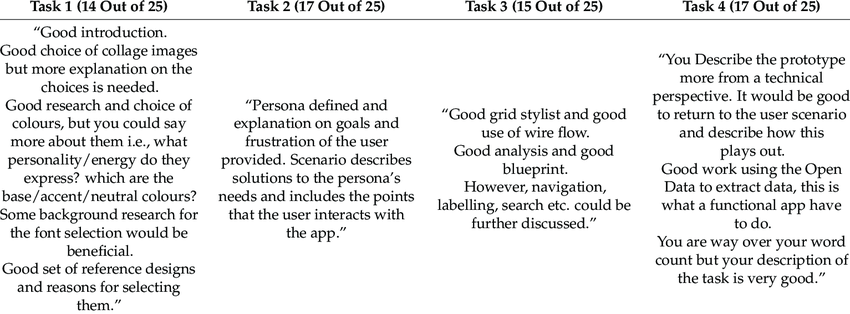 Task 1 (14 Out of 25)
Task 2 (17 Out of 25)
Task 3 (15 Out of 25)
Task 4 (17 Out of 25)
“Good introduction.
Good choice of collage images
but more explanation on the
choices is needed.
Good research and choice of
colours, but you could say
more about them i.e., what
personality/energy do they
express? which are the
base/accent/neutral colours?
Some background research for
the font selection would be
beneficial.
Good set of reference designs
and reasons for selecting
them.”
“Persona defined and
explanation on goals and
frustration of the user
provided. Scenario describes
solutions to the persona’s
needs and includes the points
that the user interacts with
the app.”
“Good grid stylist and good
use of wire flow.
Good analysis and good
blueprint.
However, navigation,
labelling, search etc. could be
further discussed.”
“You Describe the prototype
more from a technical
perspective. It would be good
to return to the user scenario
and describe how this
plays out.
Good work using the Open
Data to extract data, this is
what a functional app have
to do.
You are way over your word
count but your description of
the task is very good.”